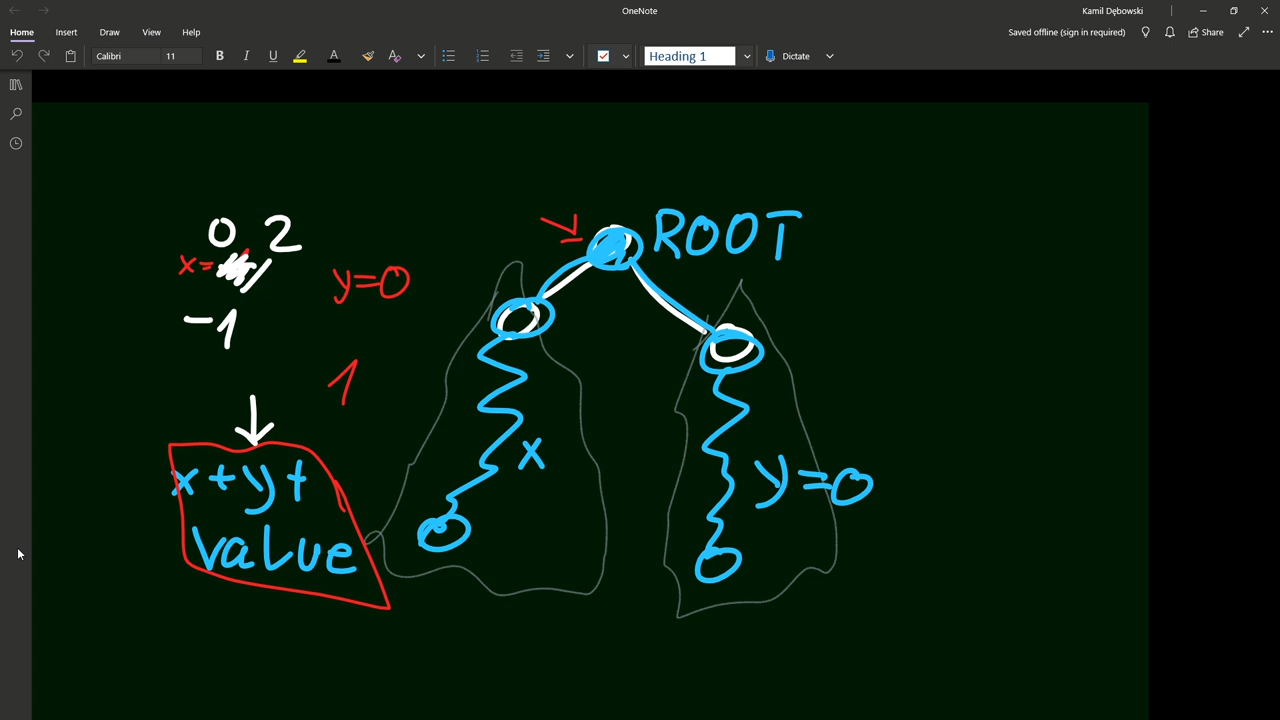 OneNote
Kamil Dębowski
Home Insert Draw View Help
Saved offline (sign in required)
Share
Calibri 11 B I U A A Heading 1 Dictate
0 2
x=
y=0
-1
1
x+y+
value
ROOT
x
y=0